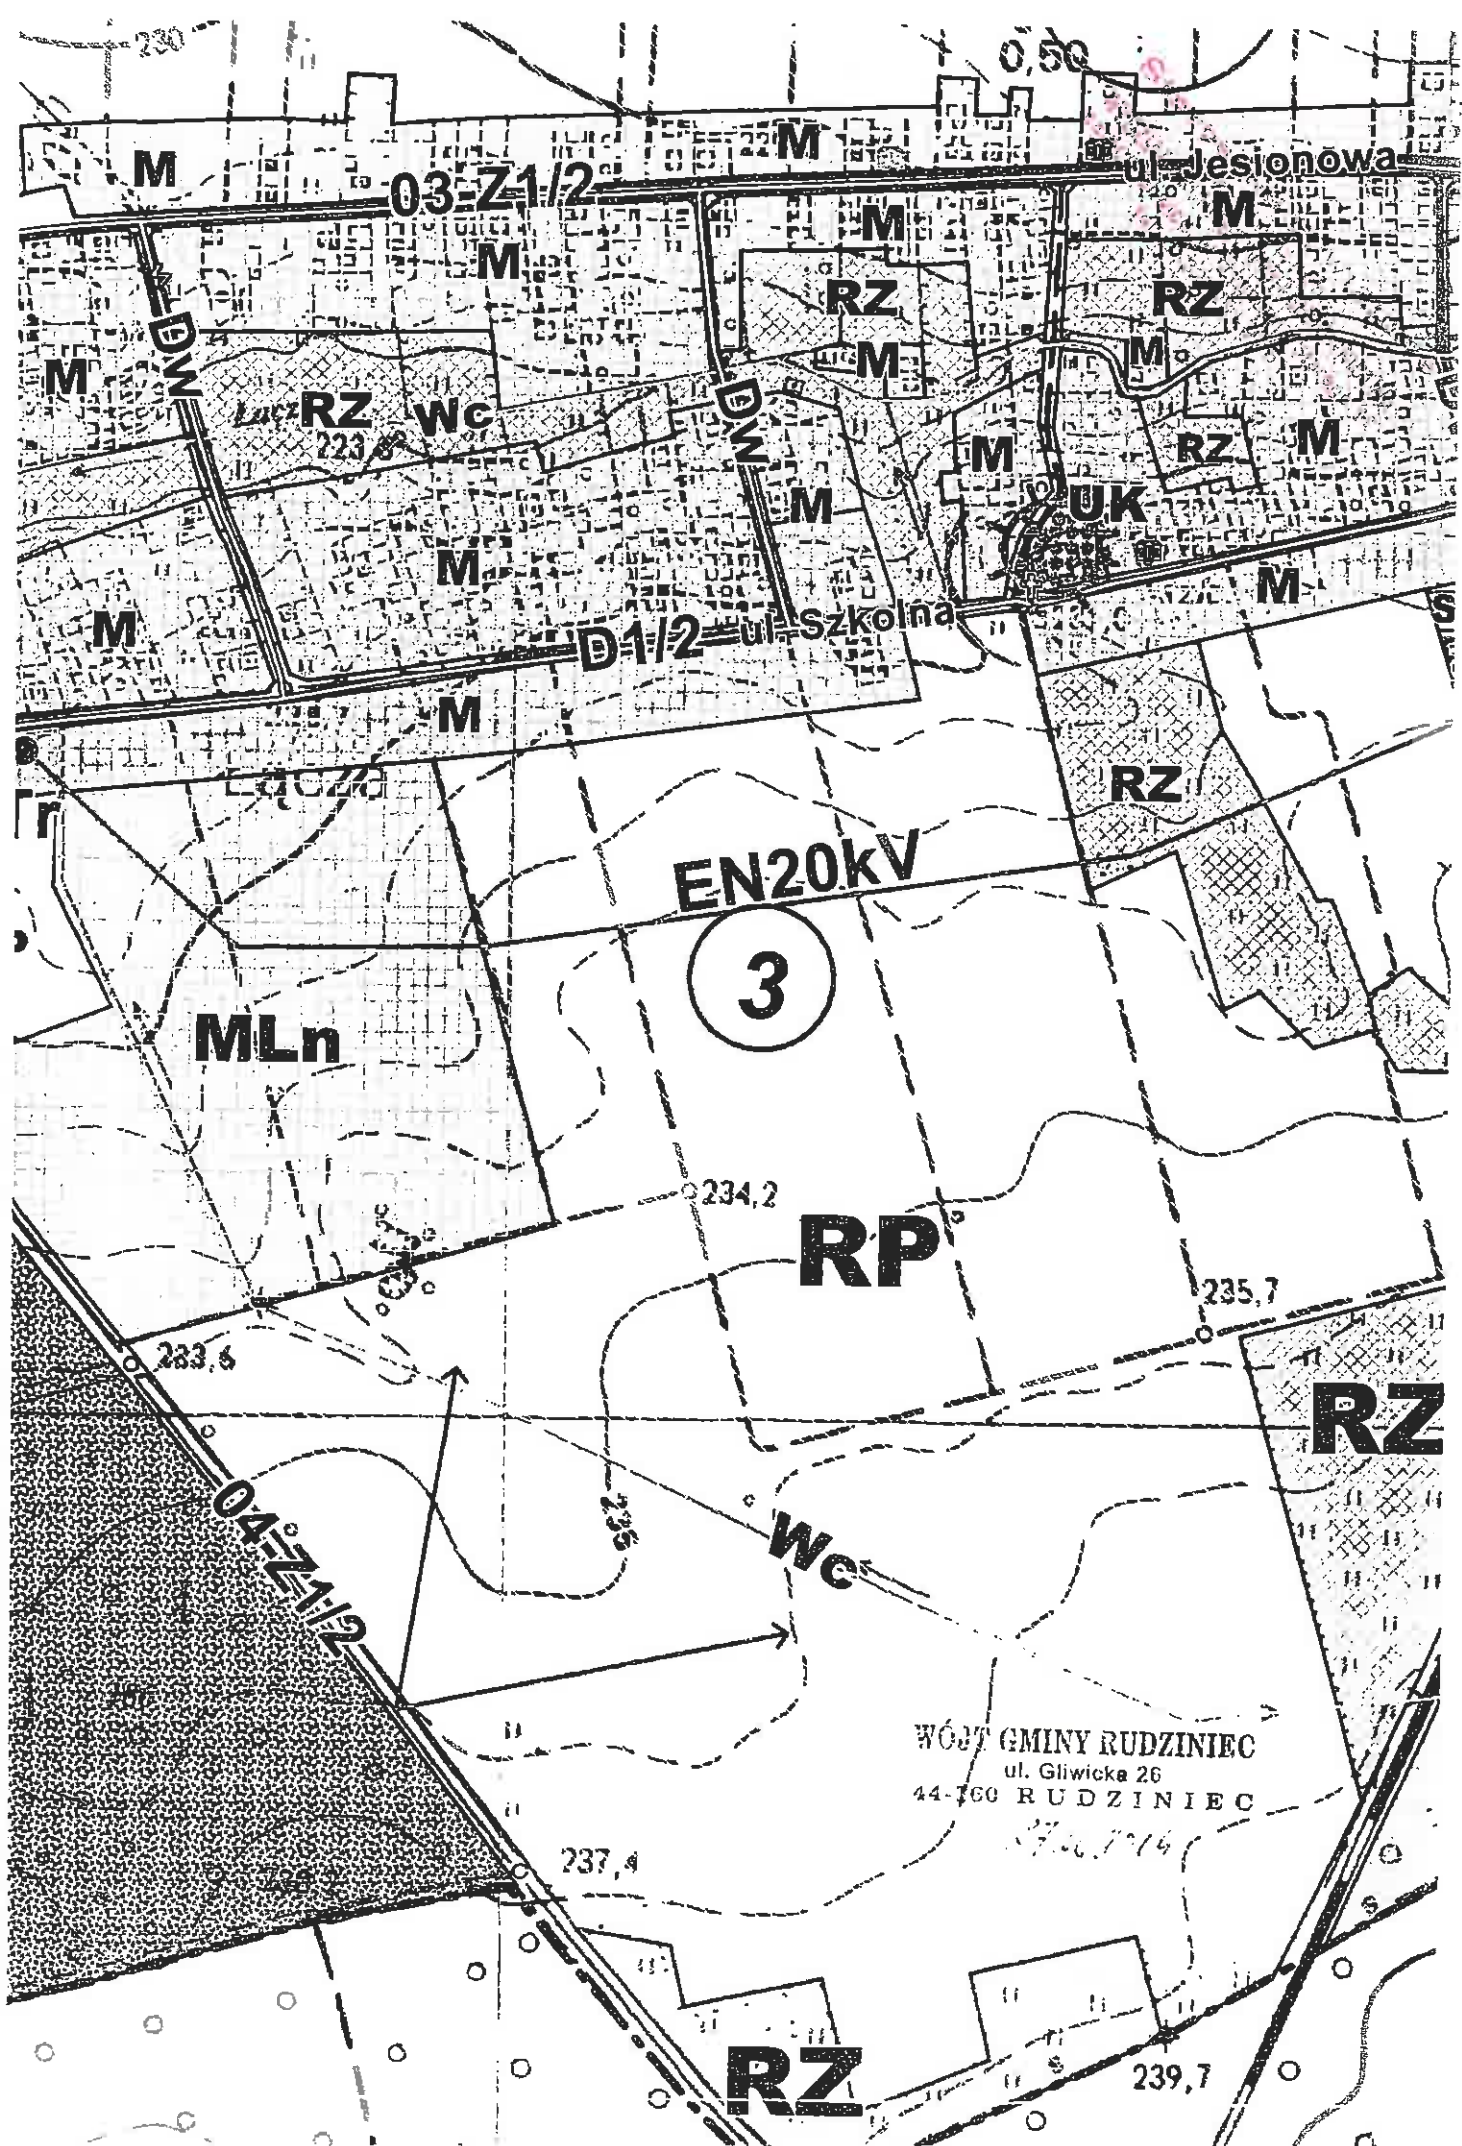 230
0,50
M
M
03-Z1/2
ul. Jesionowa
M
M
M
RZ
RZ
DW
M
M
M
RZ
Wc
223,8
DW
M
RZ
M
M
UK
M
M
M
D1/2
ul. Szkolna
M
RZ
EN20kV
3
MLn
234,2
RP
235,7
233,6
RZ
04-Z1/2
235
Wc
WÓJT GMINY RUDZINIEC
ul. Gliwicka 26
44-160 RUDZINIEC
237,4
RZ
239,7